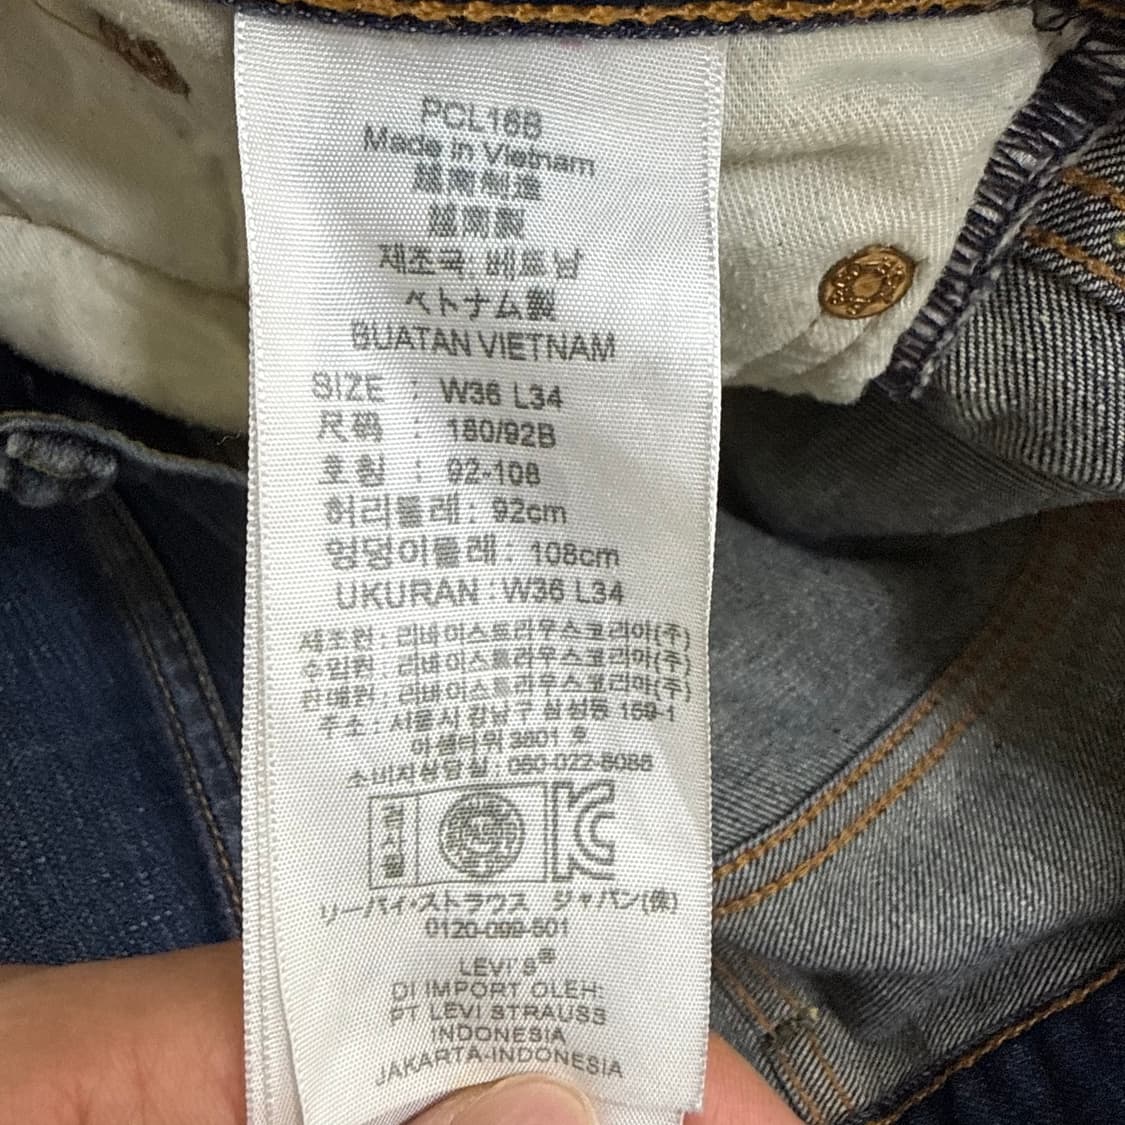 PCL16B
Made in Vietnam
越南制造
越南製
제조국 베트남
ベトナム製
BUATAN VIETNAM
SIZE : W36 L34
尺码 : 180/92B
호칭 : 92-108
허리둘레 : 92cm
엉덩이둘레 : 108cm
UKURAN : W36 L34
제조원 : 리바이스트라우스코리아(주)
수입원 : 리바이스트라우스코리아(주)
판매원 : 리바이스트라우스코리아(주)
주소 : 서울시 강남구 삼성동 159-1
아셈타워 3801 호
소비자상담실 : 080-022-8086
KC
リーバイ・ストラウス ジャパン(株)
0120-099-501
LEVI'S®
DI IMPORT OLEH:
PT LEVI STRAUSS
INDONESIA
JAKARTA-INDONESIA